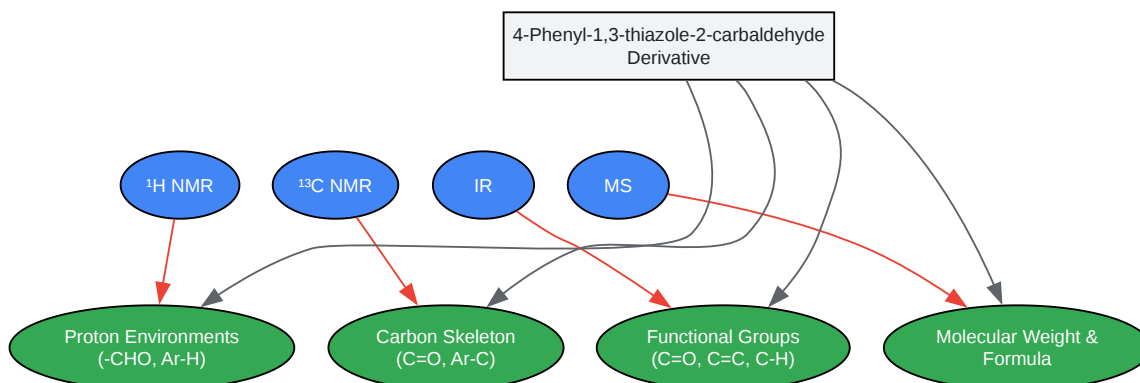 4-Phenyl-1,3-thiazole-2-carbaldehyde
Derivative
¹H NMR
¹³C NMR
IR
MS
Proton Environments
(-CHO, Ar-H)
Carbon Skeleton
(C=O, Ar-C)
Functional Groups
(C=O, C=C, C-H)
Molecular Weight &
Formula